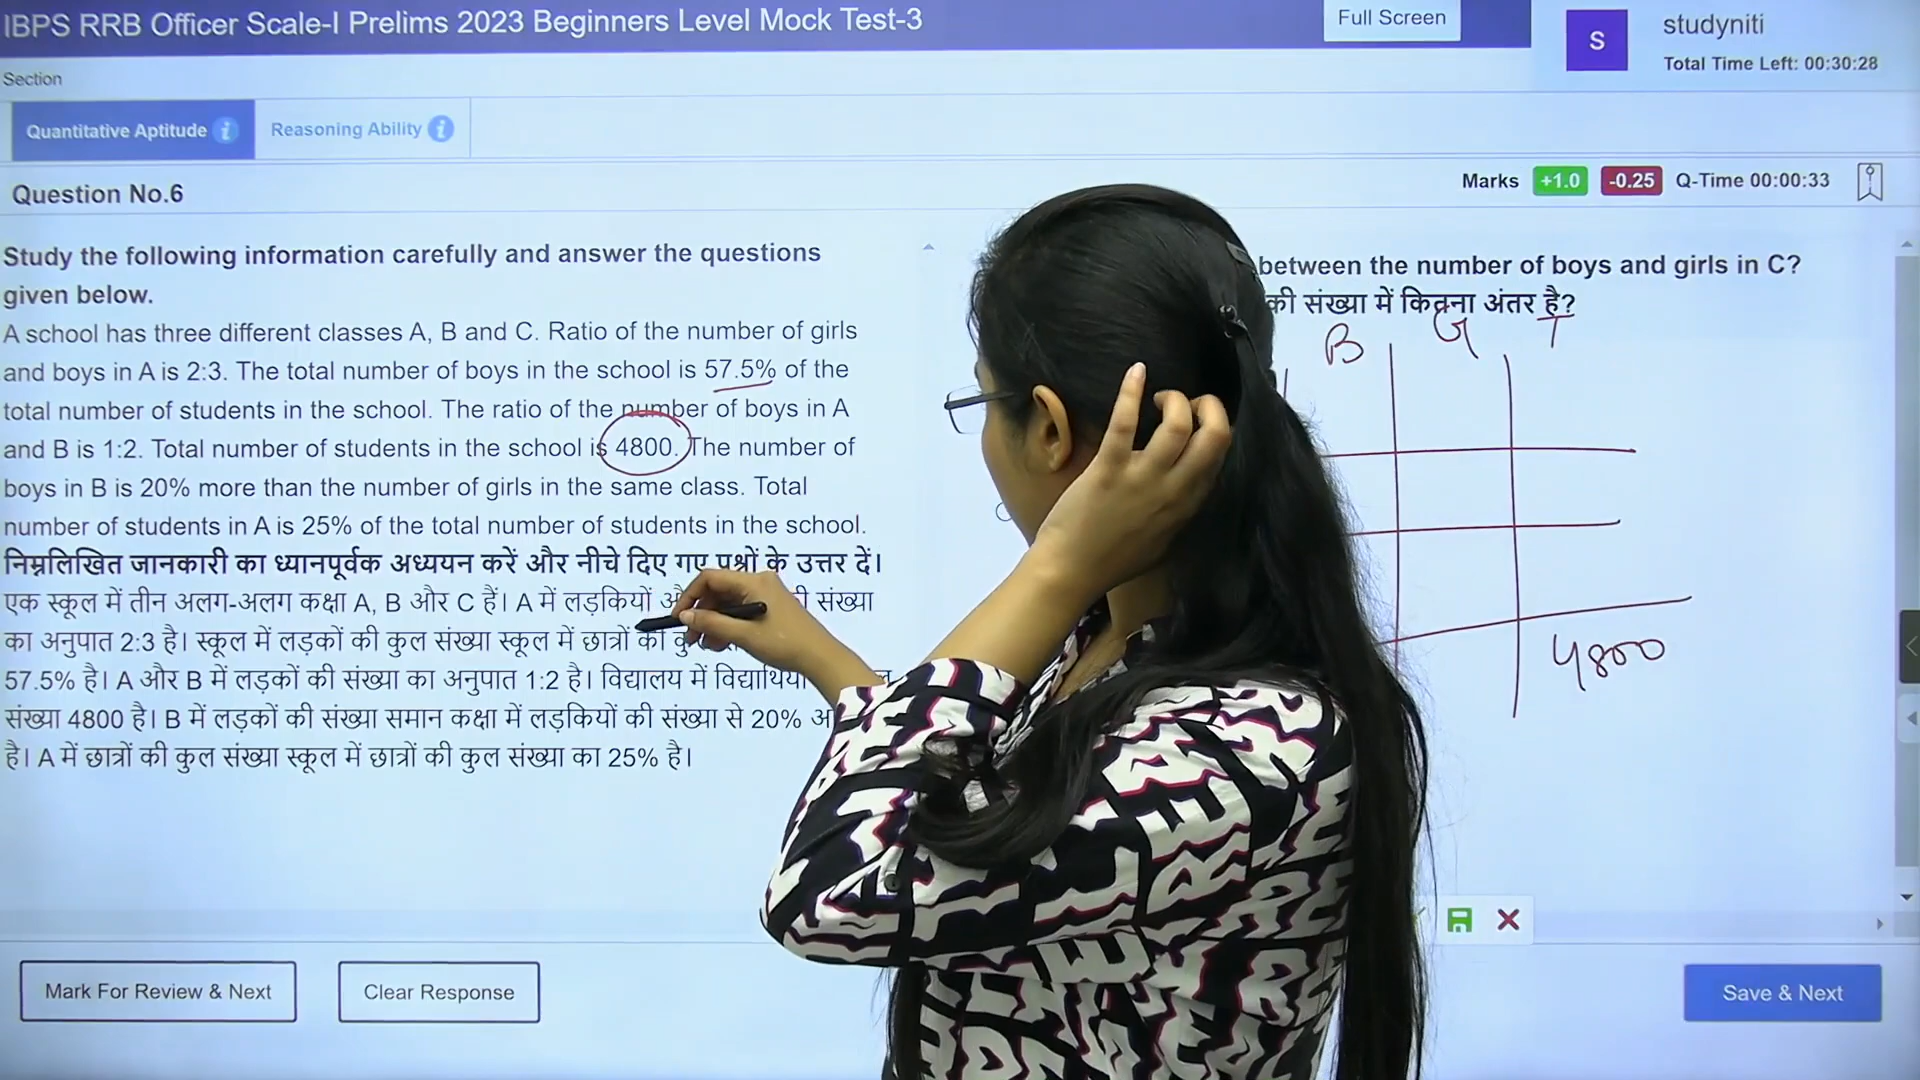 IBPS RRB Officer Scale-I Prelims 2023 Beginners Level Mock Test-3
Full Screen
S
studyniti
Total Time Left: 00:30:28
Section
Quantitative Aptitude
Reasoning Ability
Question No.6
Marks +1.0 -0.25 Q-Time 00:00:33
Study the following information carefully and answer the questions
given below.
A school has three different classes A, B and C. Ratio of the number of girls
and boys in A is 2:3. The total number of boys in the school is 57.5% of the
total number of students in the school. The ratio of the number of boys in A
and B is 1:2. Total number of students in the school is 4800. The number of
boys in B is 20% more than the number of girls in the same class. Total
number of students in A is 25% of the total number of students in the school.
निम्नलिखित जानकारी का ध्यानपूर्वक अध्ययन करें और नीचे दिए गए प्रश्नों के उत्तर दें।
एक स्कूल में तीन अलग-अलग कक्षा A, B और C हैं। A में लड़कियों संख्या
का अनुपात 2:3 है। स्कूल में लड़कों की कुल संख्या स्कूल में छात्रों की
57.5% है। A और B में लड़कों की संख्या का अनुपात 1:2 है। विद्यालय में
संख्या 4800 है। B में लड़कों की संख्या समान कक्षा में लड़कियों की संख्या से 20%
है। A में छात्रों की कुल संख्या स्कूल में छात्रों की कुल संख्या का 25% है।
between the number of boys and girls in C?
की संख्या में कितना अंतर है?
B G T
4800
Mark For Review & Next
Clear Response
Save & Next